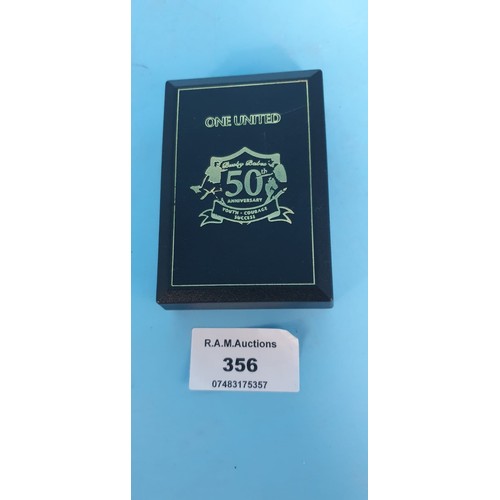 ONE UNITED
Busby Babes
50th
ANNIVERSARY
YOUTH - COURAGE
SUCCESS
R.A.M.Auctions
356
07483175357